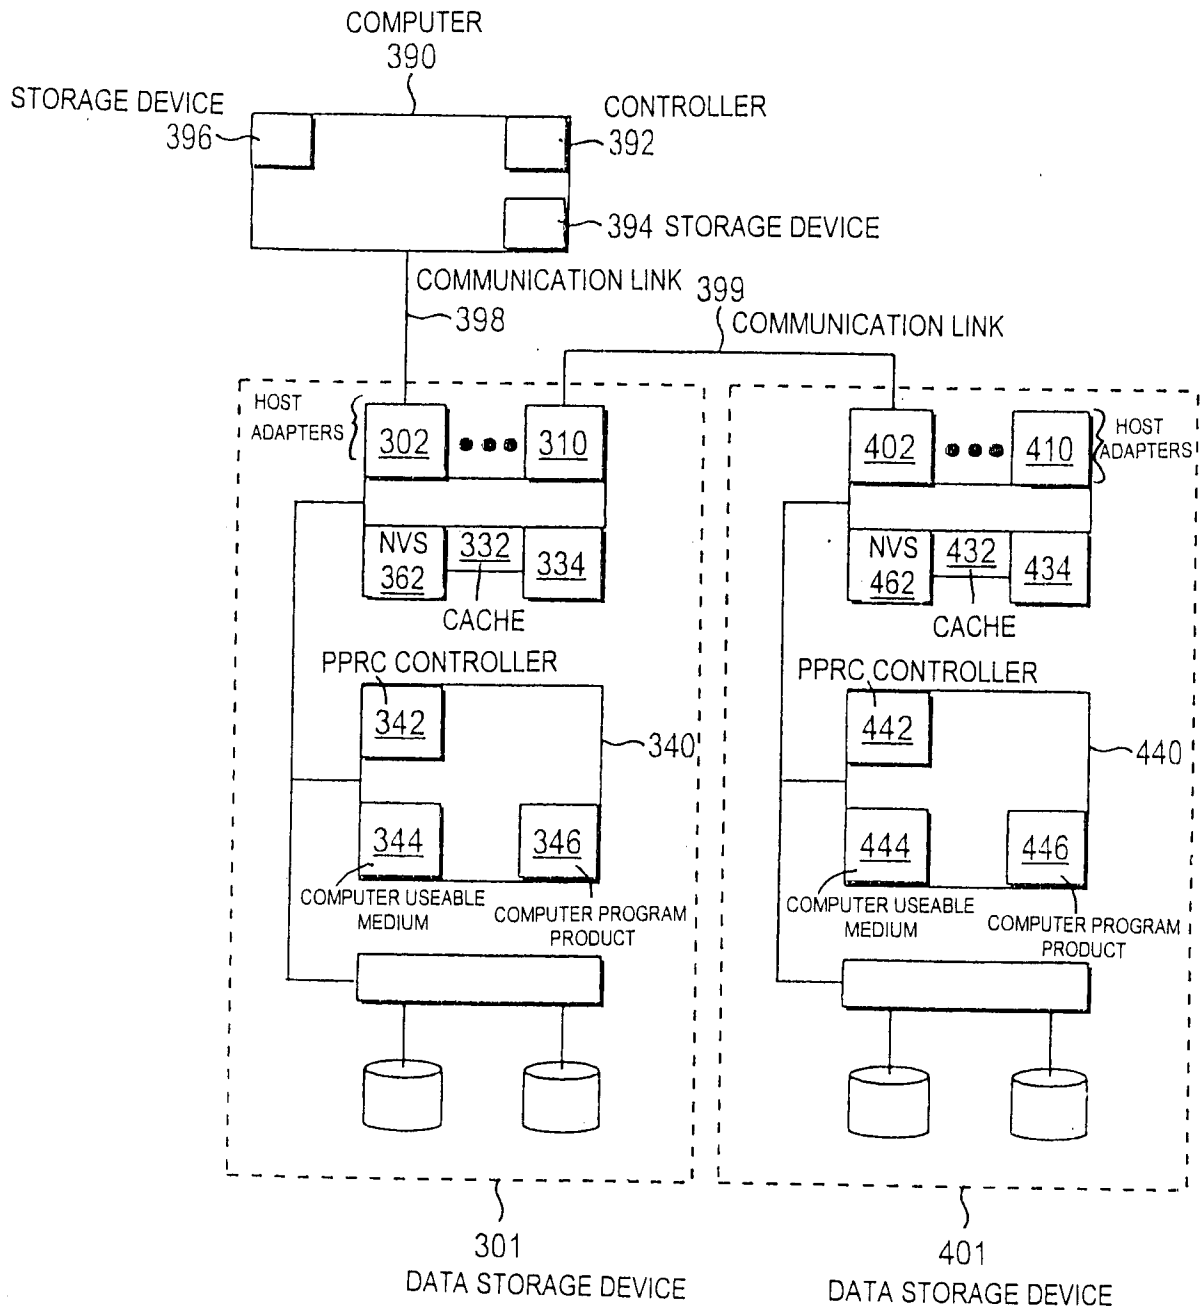 COMPUTER
390
STORAGE DEVICE
396
CONTROLLER
392
394 STORAGE DEVICE
COMMUNICATION LINK
398
399
COMMUNICATION LINK
HOST
ADAPTERS
302
310
NVS
362
332
334
CACHE
PPRC CONTROLLER
342
340
344
346
COMPUTER USEABLE
MEDIUM
COMPUTER PROGRAM
PRODUCT
301
DATA STORAGE DEVICE
402
410
HOST
ADAPTERS
NVS
462
432
434
CACHE
PPRC CONTROLLER
442
440
444
446
COMPUTER USEABLE
MEDIUM
COMPUTER PROGRAM
PRODUCT
401
DATA STORAGE DEVICE